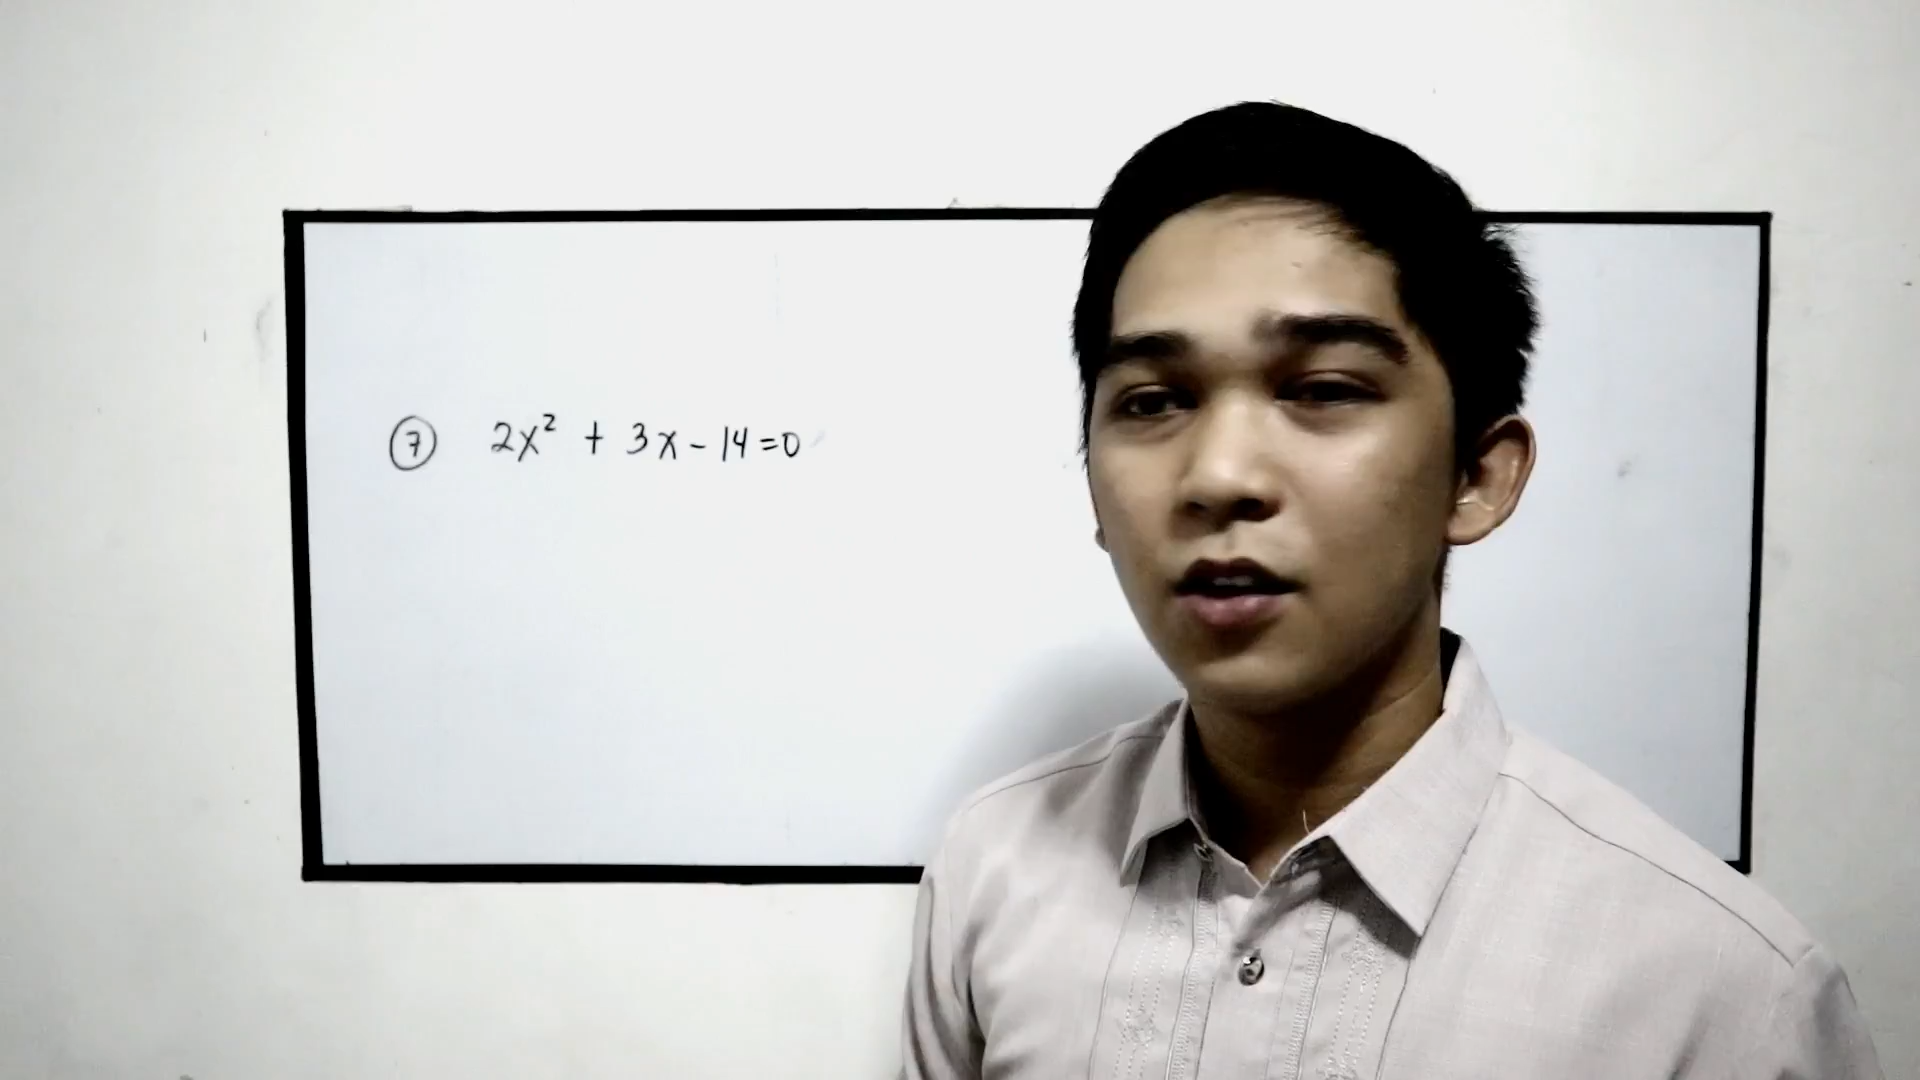 ⑦ 2x² + 3x - 14 = 0